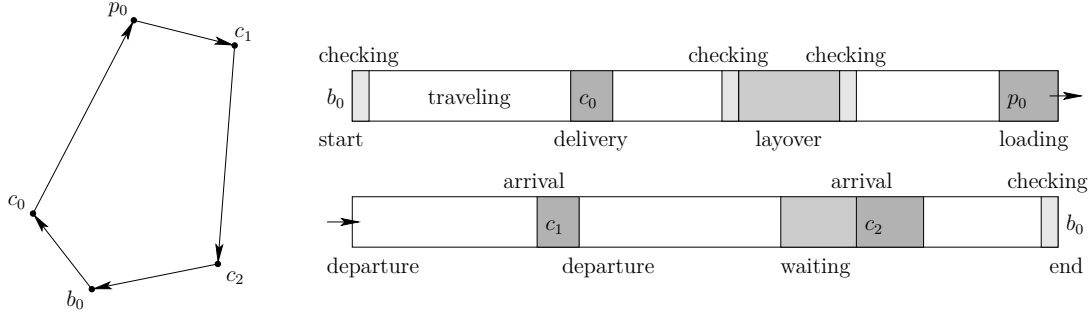 p0
c1
c0
c2
b0
checking checking checking
b0 traveling c0 p0
start delivery layover loading
arrival arrival checking
c1 c2 b0
departure departure waiting end